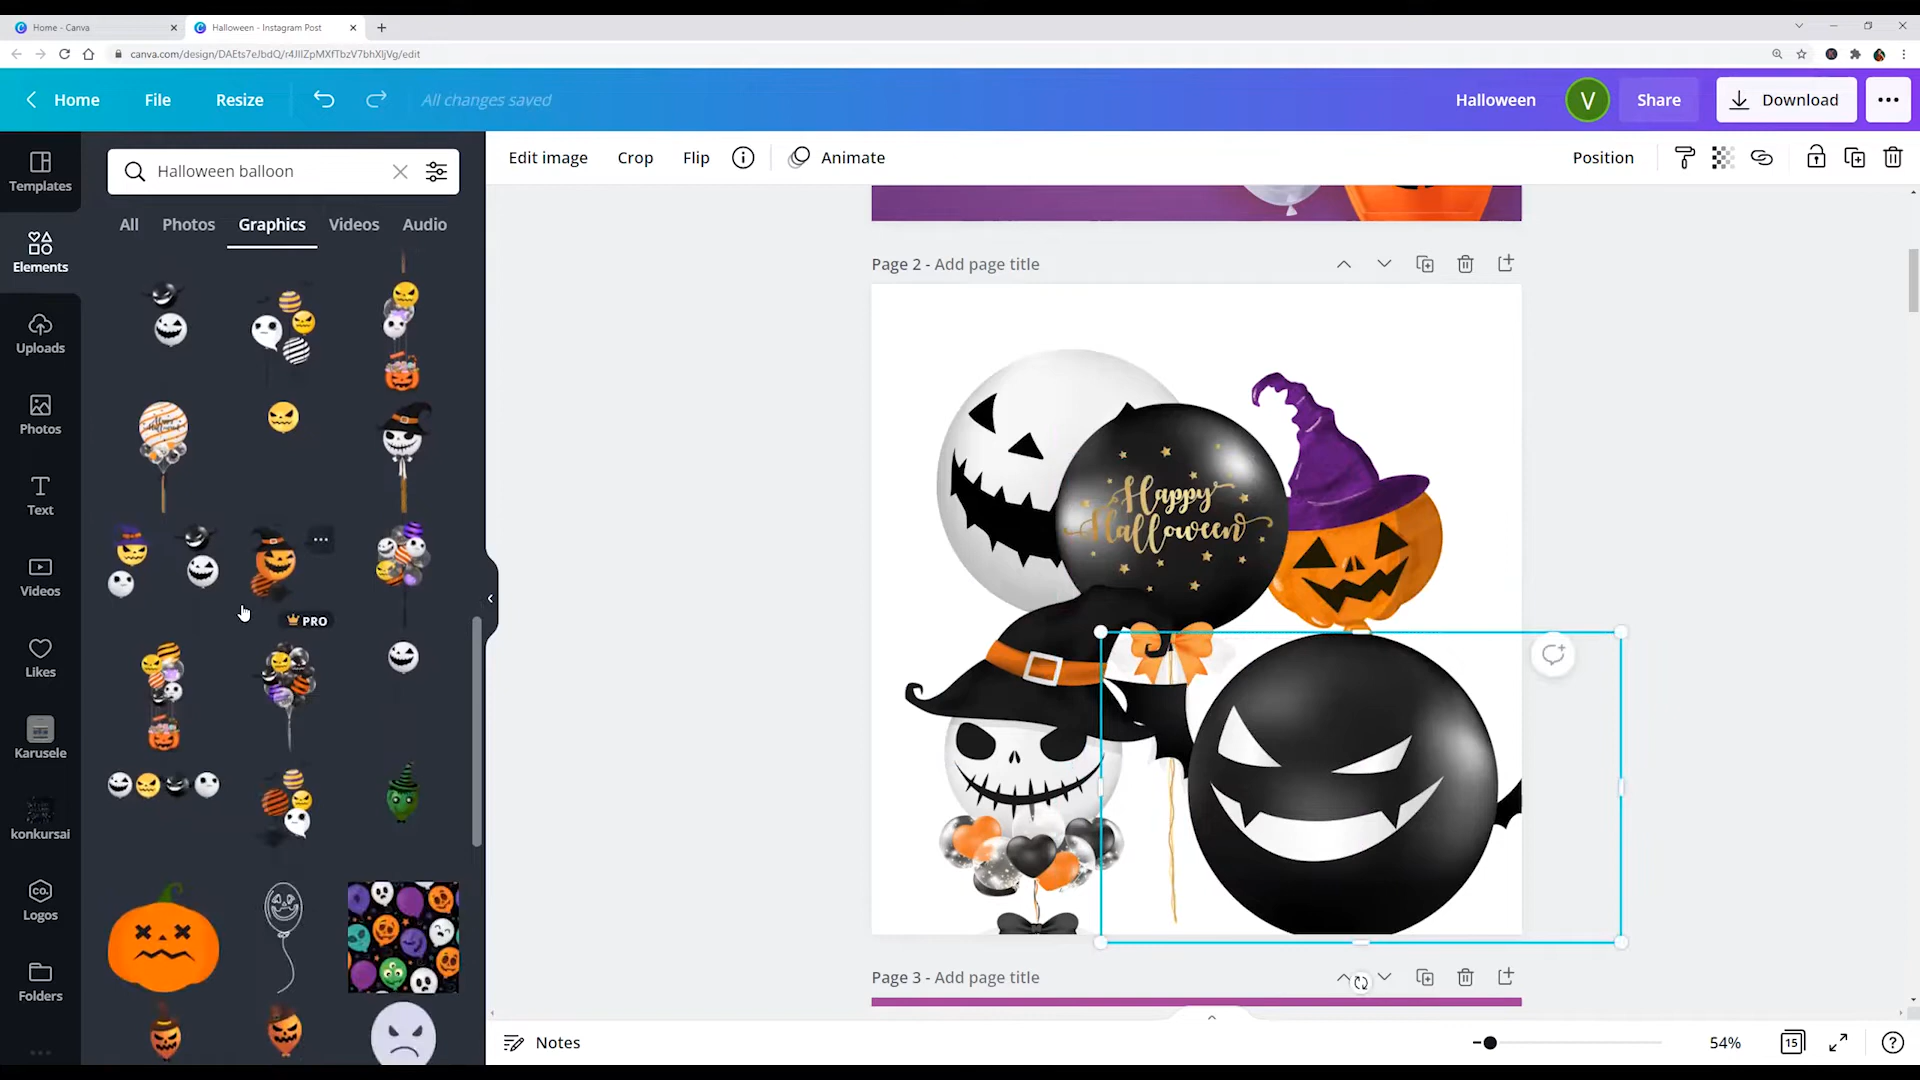 Home - Canva
Halloween - Instagram Post
canva.com/design/DAEts7eJbdQ/r4JIlZpMXfTbzV7bhXIjVg/edit
Home
File
Resize
All changes saved
Halloween
V
Share
Download
Templates
Elements
Uploads
Photos
Text
Videos
Likes
Karusele
konkursai
CO.
Logos
Folders
Halloween balloon
All
Photos
Graphics
Videos
Audio
PRO
Edit image
Crop
Flip
Animate
Position
Page 2 - Add page title
Happy
Halloween
Page 3 - Add page title
Notes
54%
15